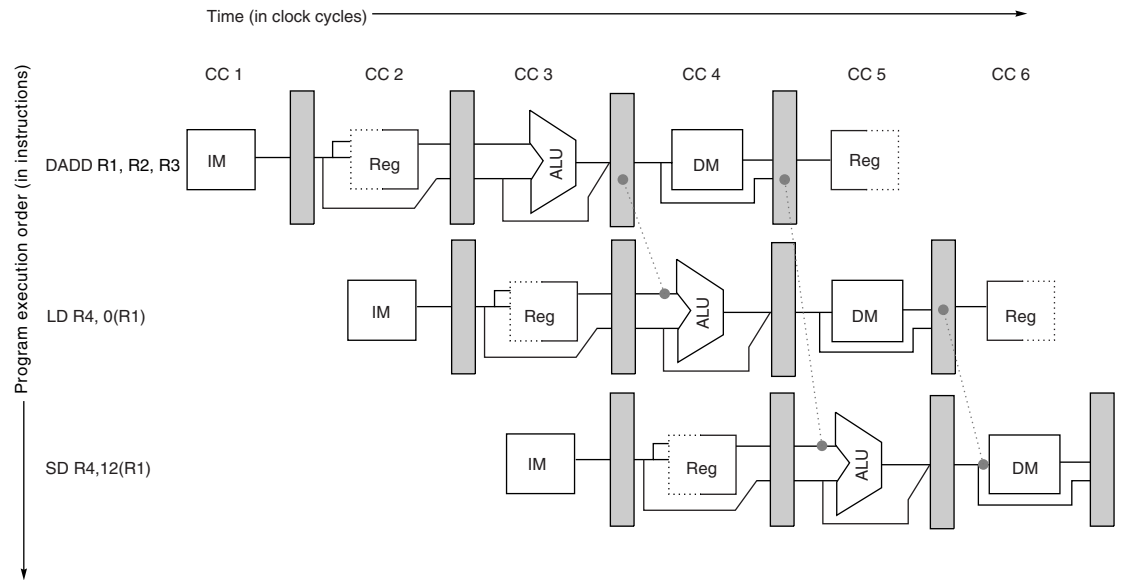 Time (in clock cycles)
CC 1 CC 2 CC 3 CC 4 CC 5 CC 6
Program execution order (in instructions)
DADD R1, R2, R3 IM Reg ALU DM Reg
LD R4, 0(R1) IM Reg ALU DM Reg
SD R4,12(R1) IM Reg ALU DM